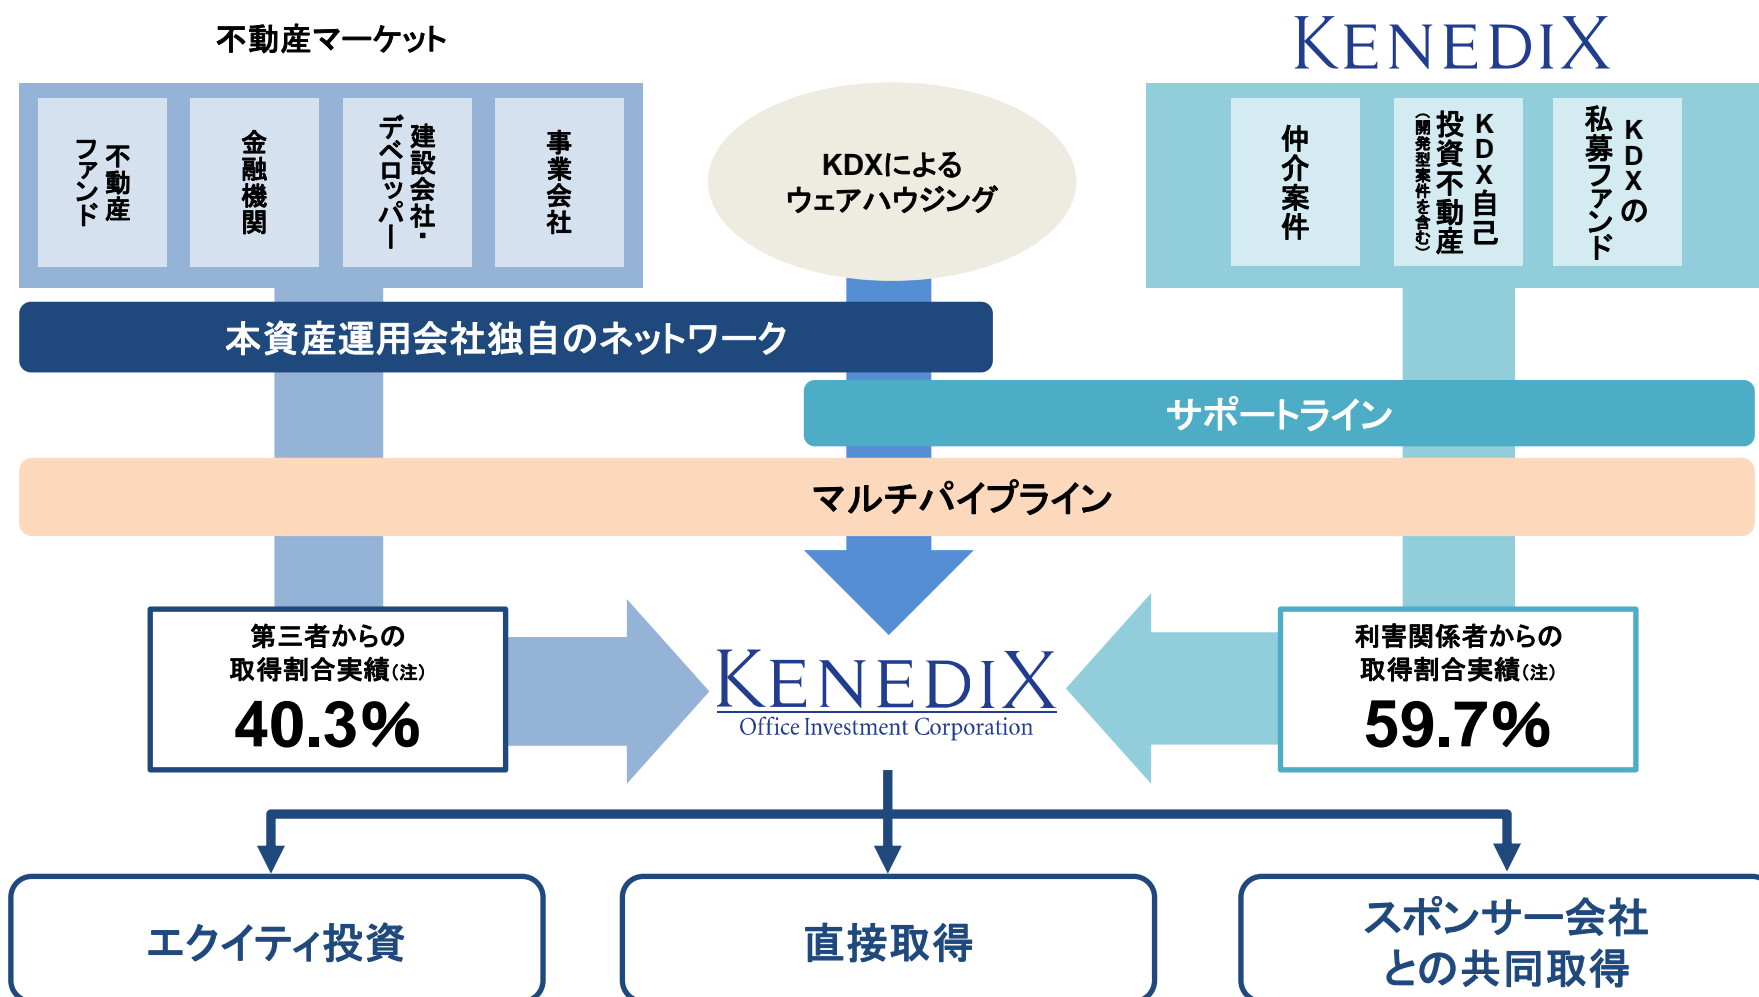 不動産マーケット
KENEDIX
不動産
ファンド
金融機関
建設会社・
デベロッパー
事業会社
KDXによる
ウェアハウジング
仲介案件
KDX自己
投資不動産
(開発型案件を含む)
KDXの
私募ファンド
本資産運用会社独自のネットワーク
サポートライン
マルチパイプライン
第三者からの
取得割合実績(注)
40.3%
KENEDIX
Office Investment Corporation
利害関係者からの
取得割合実績(注)
59.7%
エクイティ投資
直接取得
スポンサー会社
との共同取得